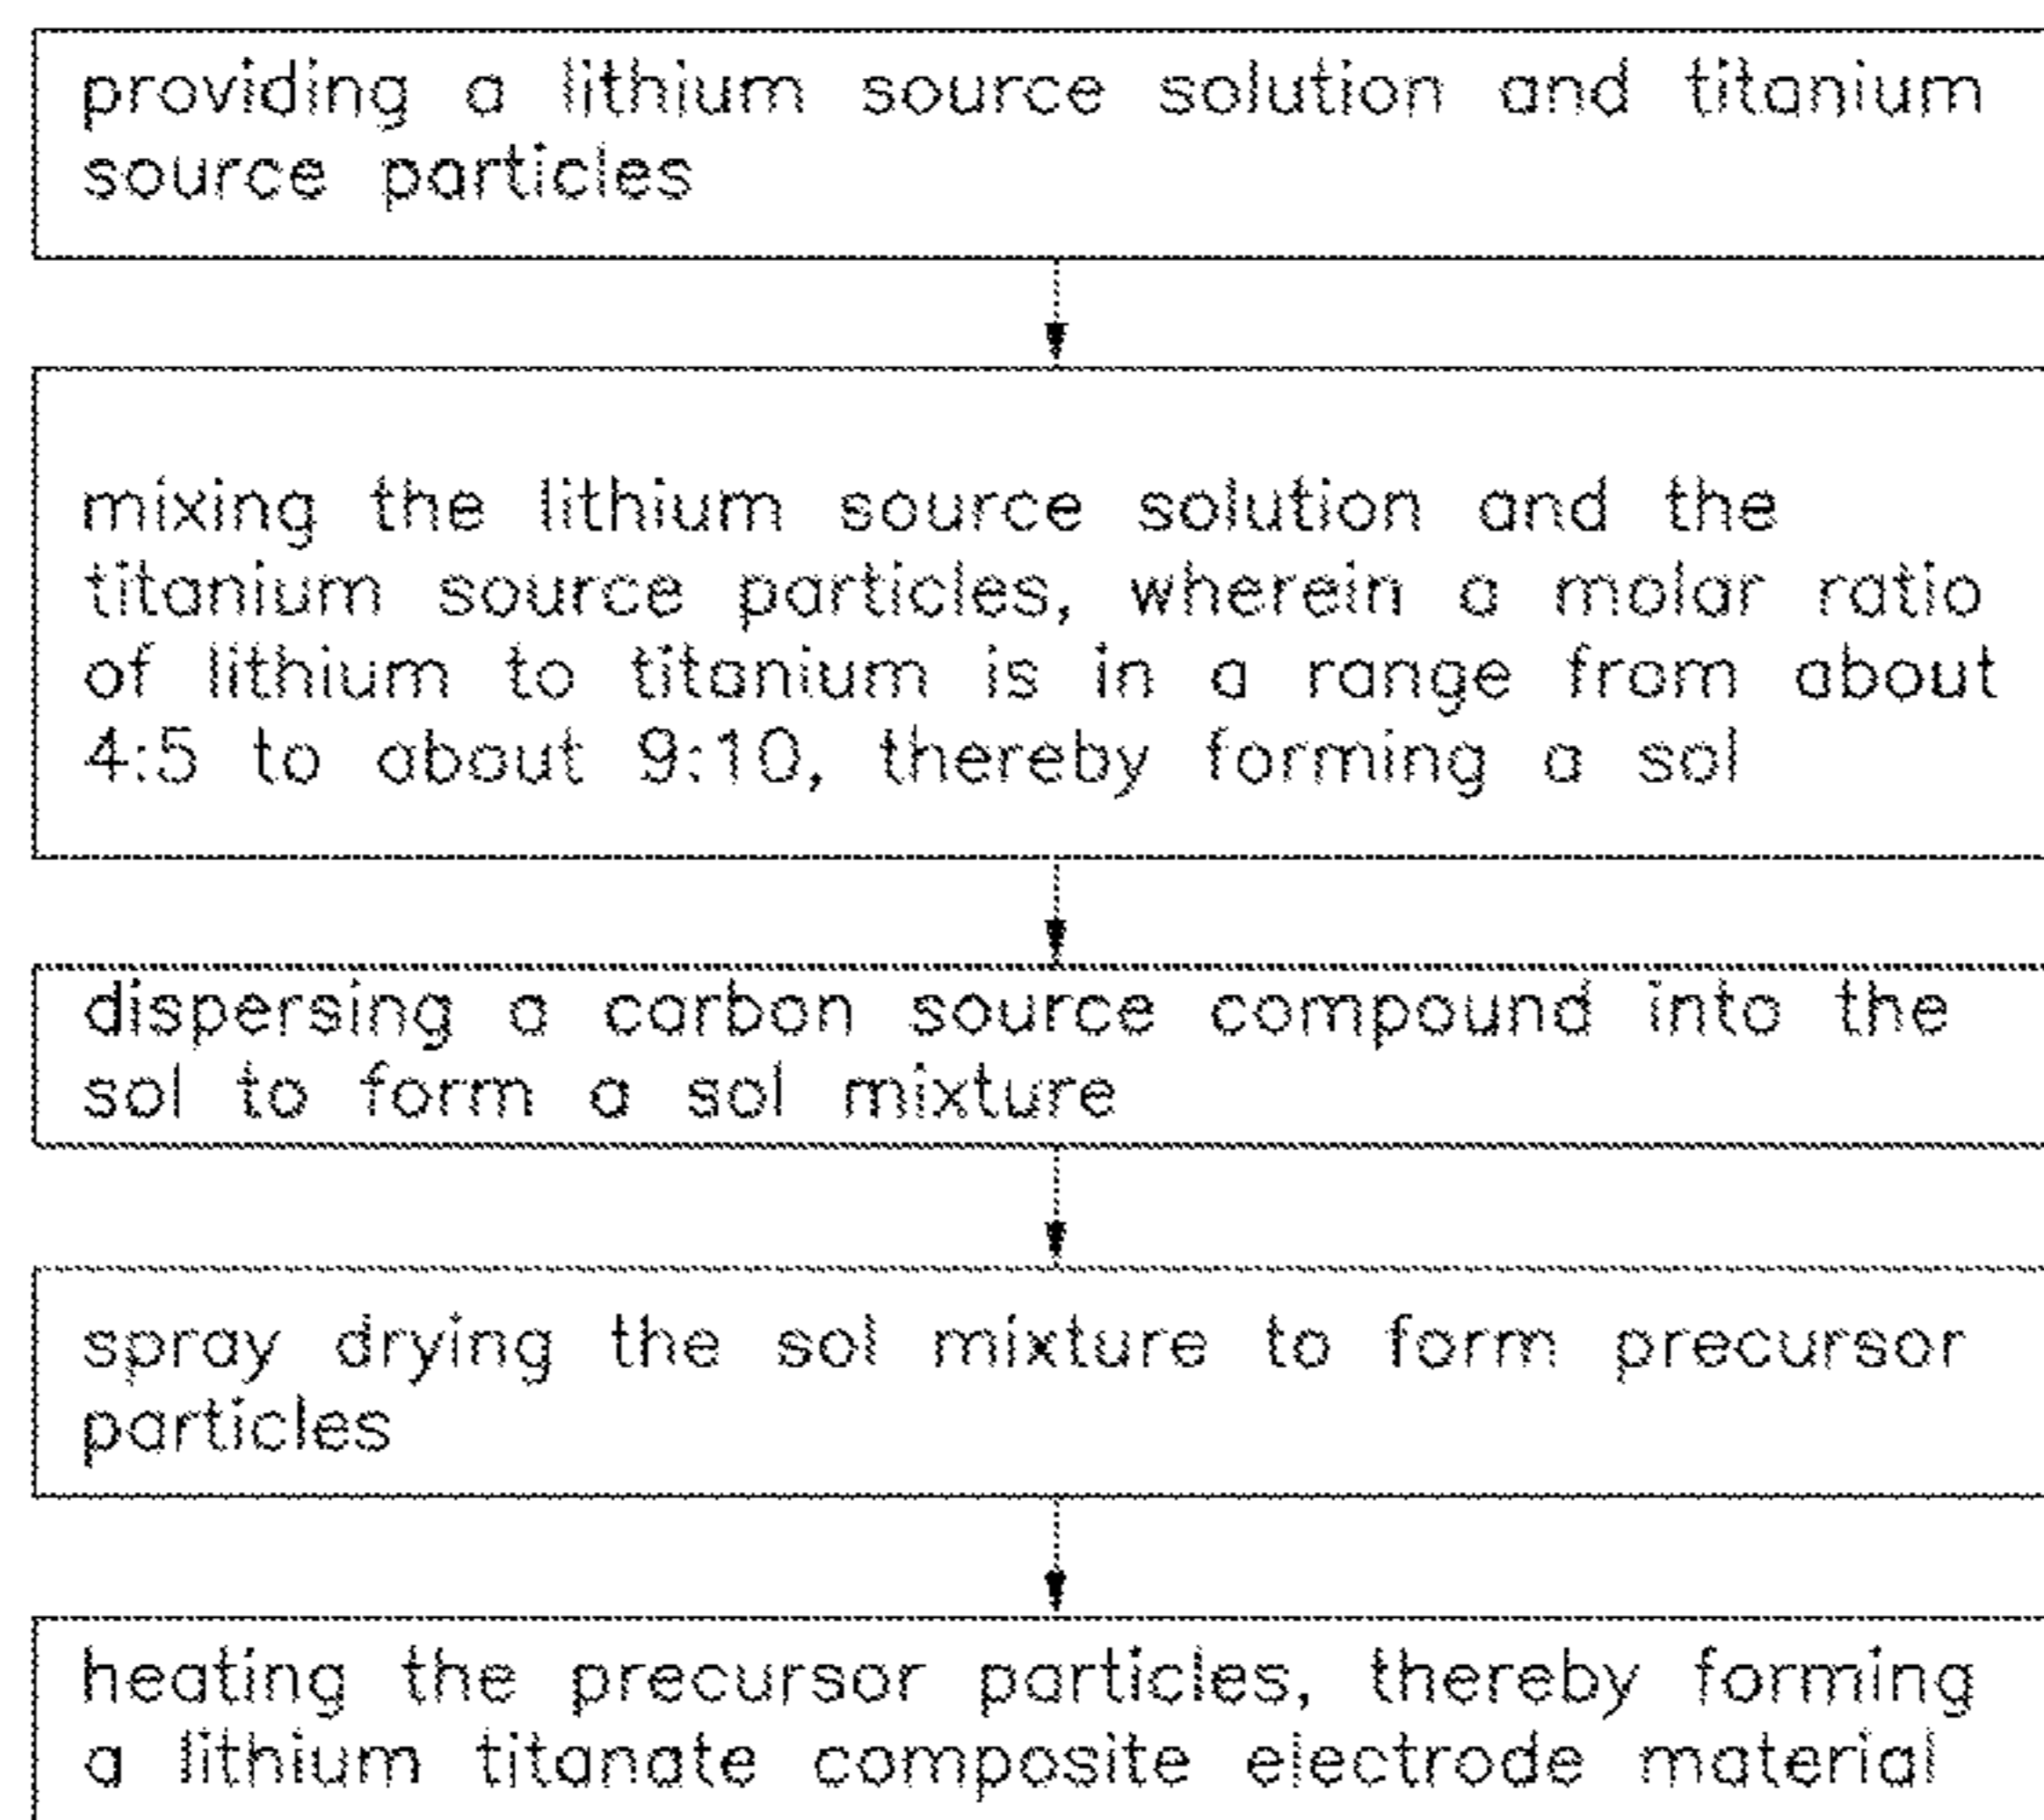 providing a lithium source solution and titanium
source particles
mixing the lithium source solution and the
titanium source particles, wherein a molar ratio
of lithium to titanium is in a range from about
4:5 to about 9:10, thereby forming a sol
dispersing a carbon source compound into the
sol to form a sol mixture
spray drying the sol mixture to form precursor
particles
heating the precursor particles, thereby forming
a lithium titanate composite electrode material